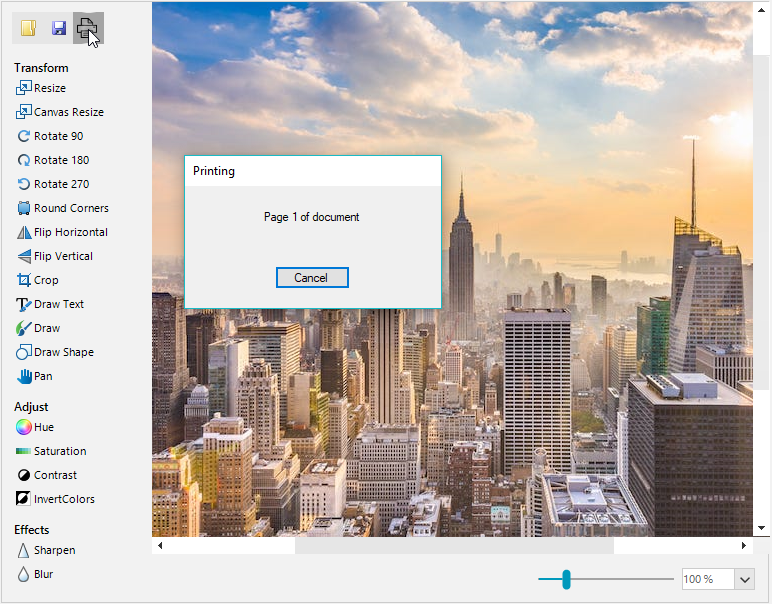 Transform
Resize
Canvas Resize
Rotate 90
Rotate 180
Rotate 270
Round Corners
Flip Horizontal
Flip Vertical
Crop
Draw Text
Draw
Draw Shape
Pan
Adjust
Hue
Saturation
Contrast
InvertColors
Effects
Sharpen
Blur
Printing
Page 1 of document
Cancel
100 %